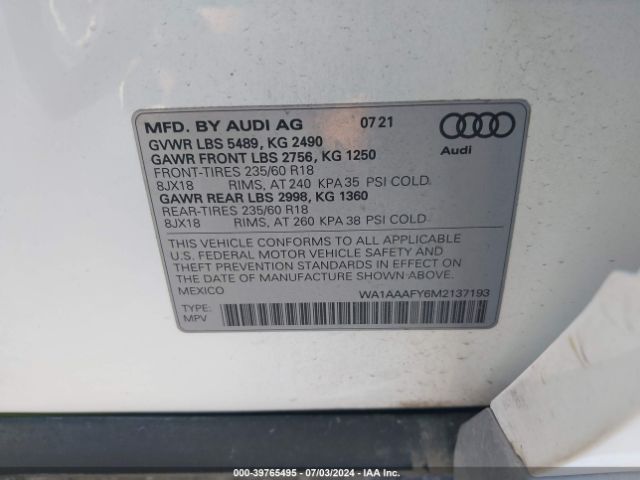 MFD. BY AUDI AG 07 21
GVWR LBS 5489, KG 2490
GAWR FRONT LBS 2756, KG 1250
FRONT-TIRES 235/60 R18
8JX18 RIMS, AT 240 KPA 35 PSI COLD
GAWR REAR LBS 2998, KG 1360
REAR-TIRES 235/60 R18
8JX18 RIMS, AT 260 KPA 38 PSI COLD
Audi
THIS VEHICLE CONFORMS TO ALL APPLICABLE
U.S. FEDERAL MOTOR VEHICLE SAFETY AND
THEFT PREVENTION STANDARDS IN EFFECT ON
THE DATE OF MANUFACTURE SHOWN ABOVE.
MEXICO WA1AAAFY6M2137193
TYPE:
MPV
000-39765495 - 07/03/2024 - IAA Inc.